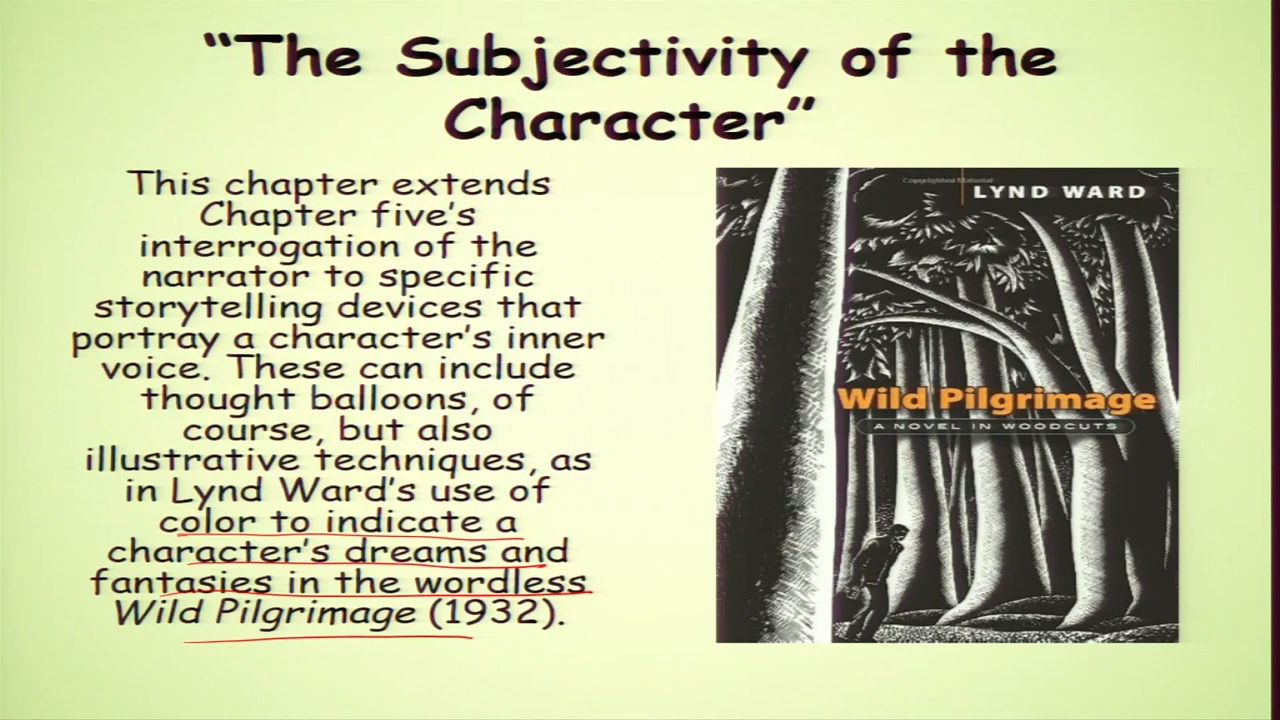 “The Subjectivity of the
Character”
This chapter extends
Chapter five’s
interrogation of the
narrator to specific
storytelling devices that
portray a character’s inner
voice. These can include
thought balloons, of
course, but also
illustrative techniques, as
in Lynd Ward’s use of
color to indicate a
character’s dreams and
fantasies in the wordless
Wild Pilgrimage (1932).
Copyrighted Material
LYND WARD
Wild Pilgrimage
A NOVEL IN WOODCUTS